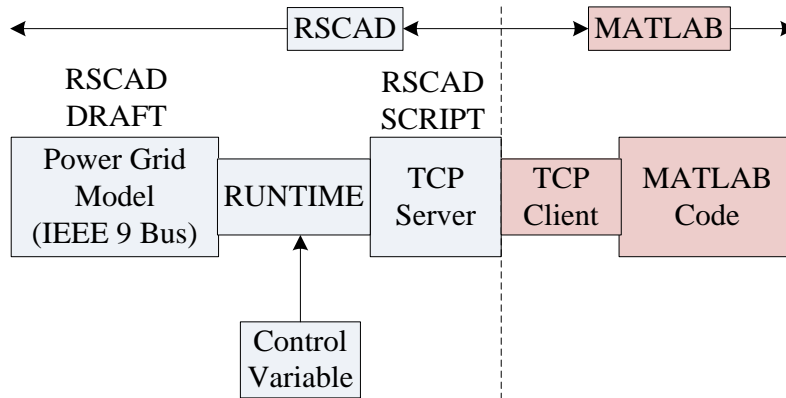 RSCAD
MATLAB
RSCAD
DRAFT
RSCAD
SCRIPT
Power Grid
Model
(IEEE 9 Bus)
RUNTIME
TCP
Server
TCP
Client
MATLAB
Code
Control
Variable